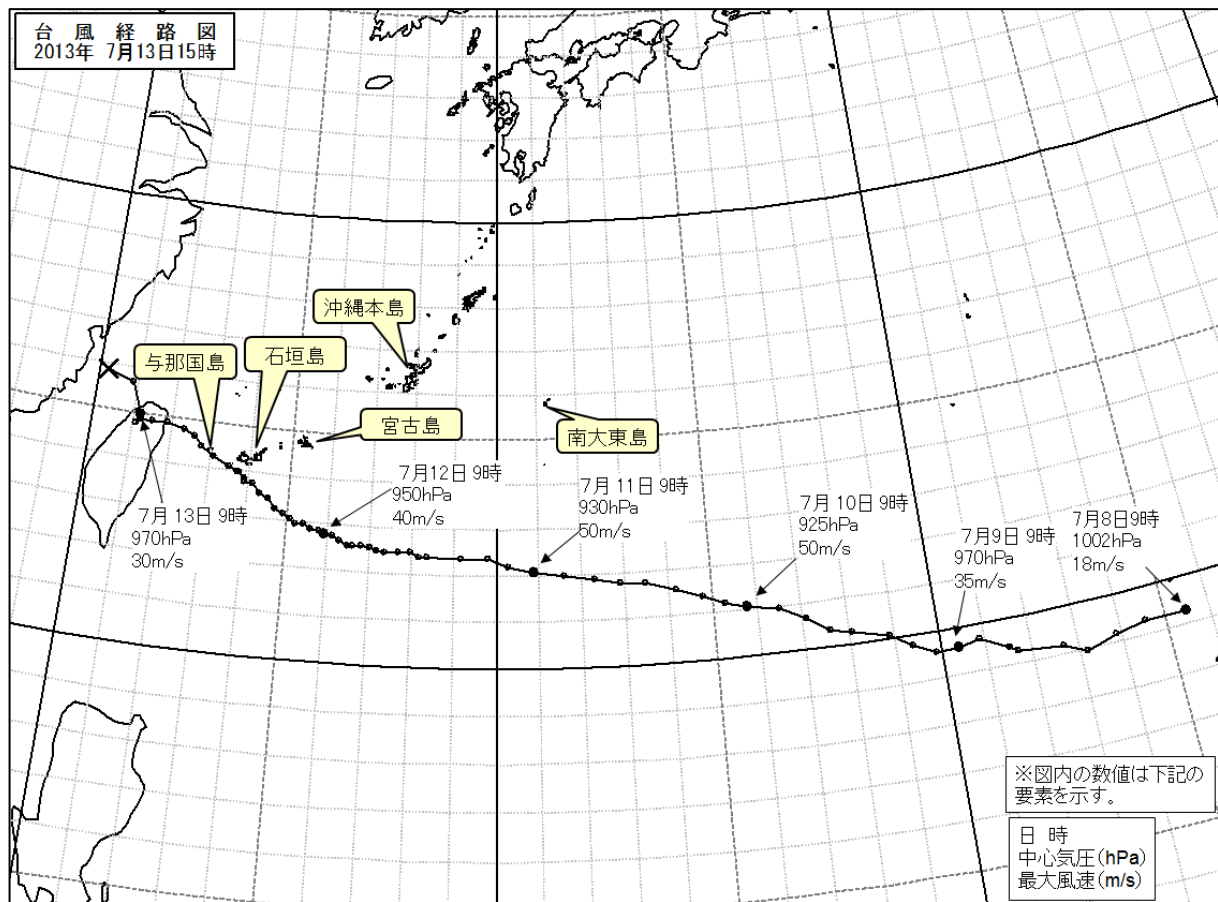 台風経路図
2013年 7月13日15時
沖縄本島
与那国島
石垣島
宮古島
南大東島
7月12日 9時
950hPa
40m/s
7月 11日 9時
930hPa
50m/s
7月 10日 9時
925hPa
50m/s
7月9日 9時
970hPa
35m/s
7月8日9時
1002hPa
18m/s
7月 13日 9時
970hPa
30m/s
※図内の数値は下記の
要素を示す。
日 時
中心気圧(hPa)
最大風速(m/s)